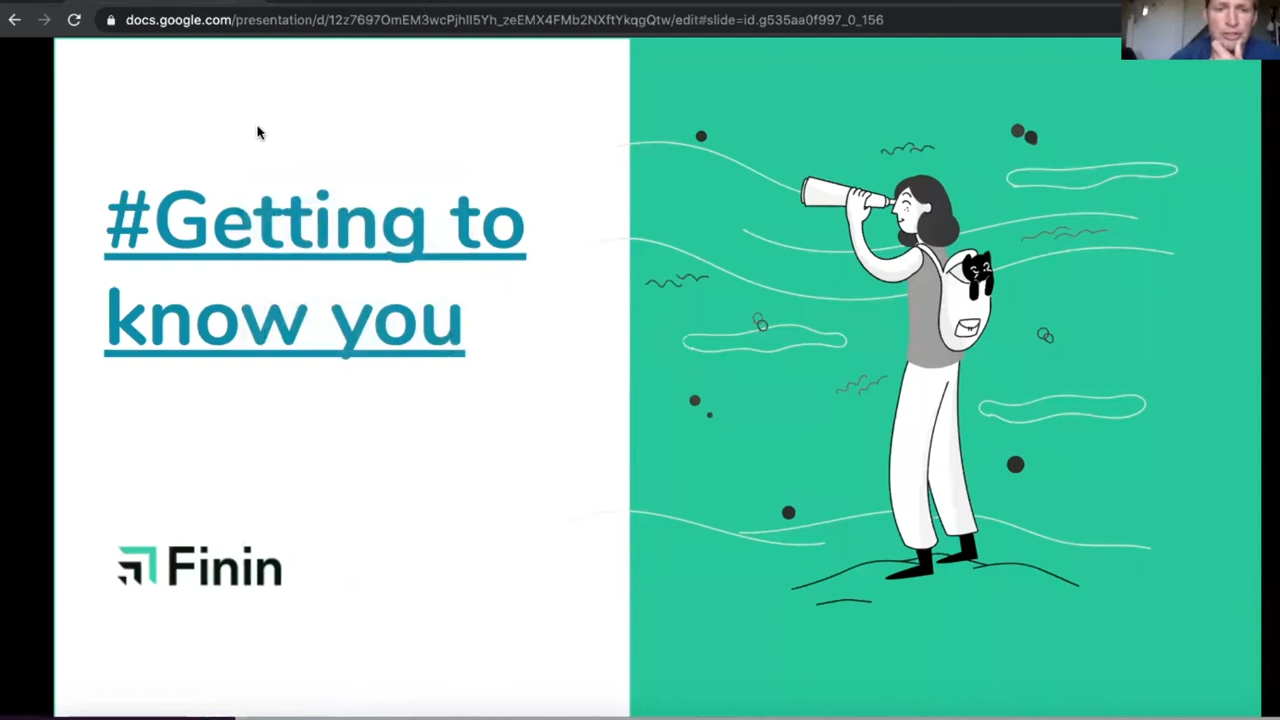 docs.google.com/presentation/d/12z7697OmEM3wcPjhlI5Yh_zeEMX4FMb2NXftYkqgQtw/edit#slide=id.g535aa0f997_0_156
#Getting to
know you
Finin